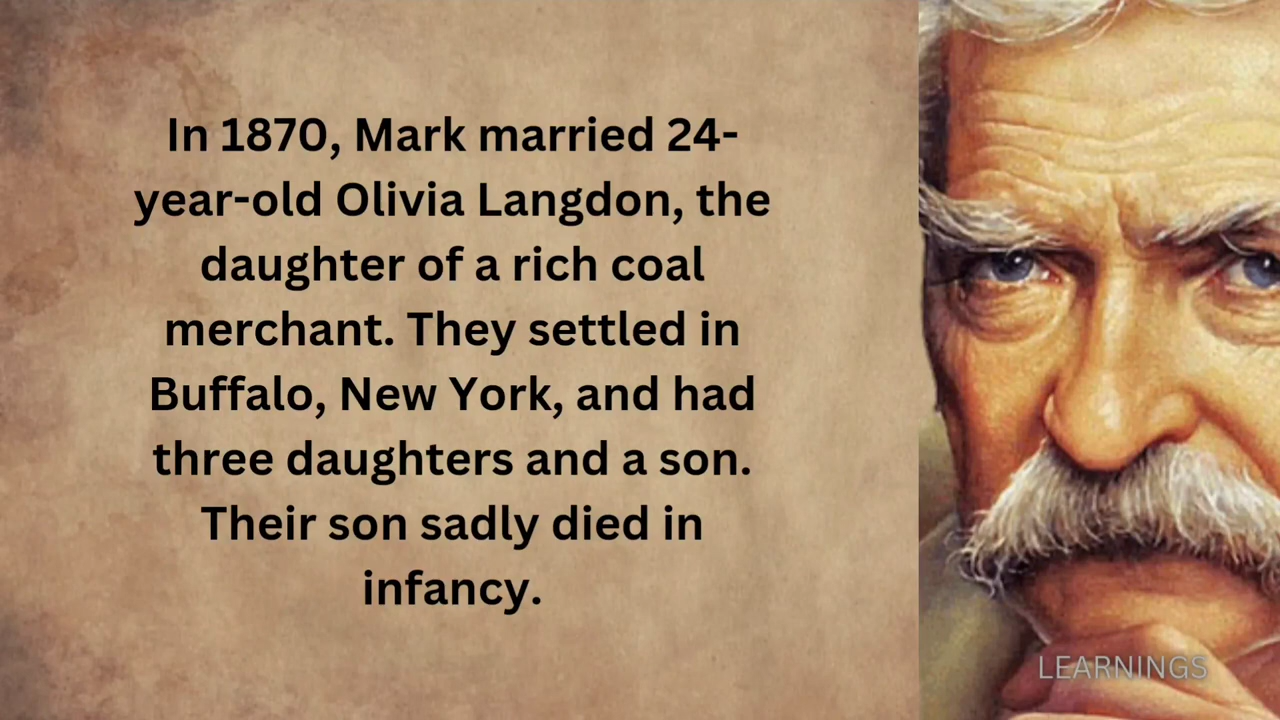 In 1870, Mark married 24-
year-old Olivia Langdon, the
daughter of a rich coal
merchant. They settled in
Buffalo, New York, and had
three daughters and a son.
Their son sadly died in
infancy.
LEARNINGS